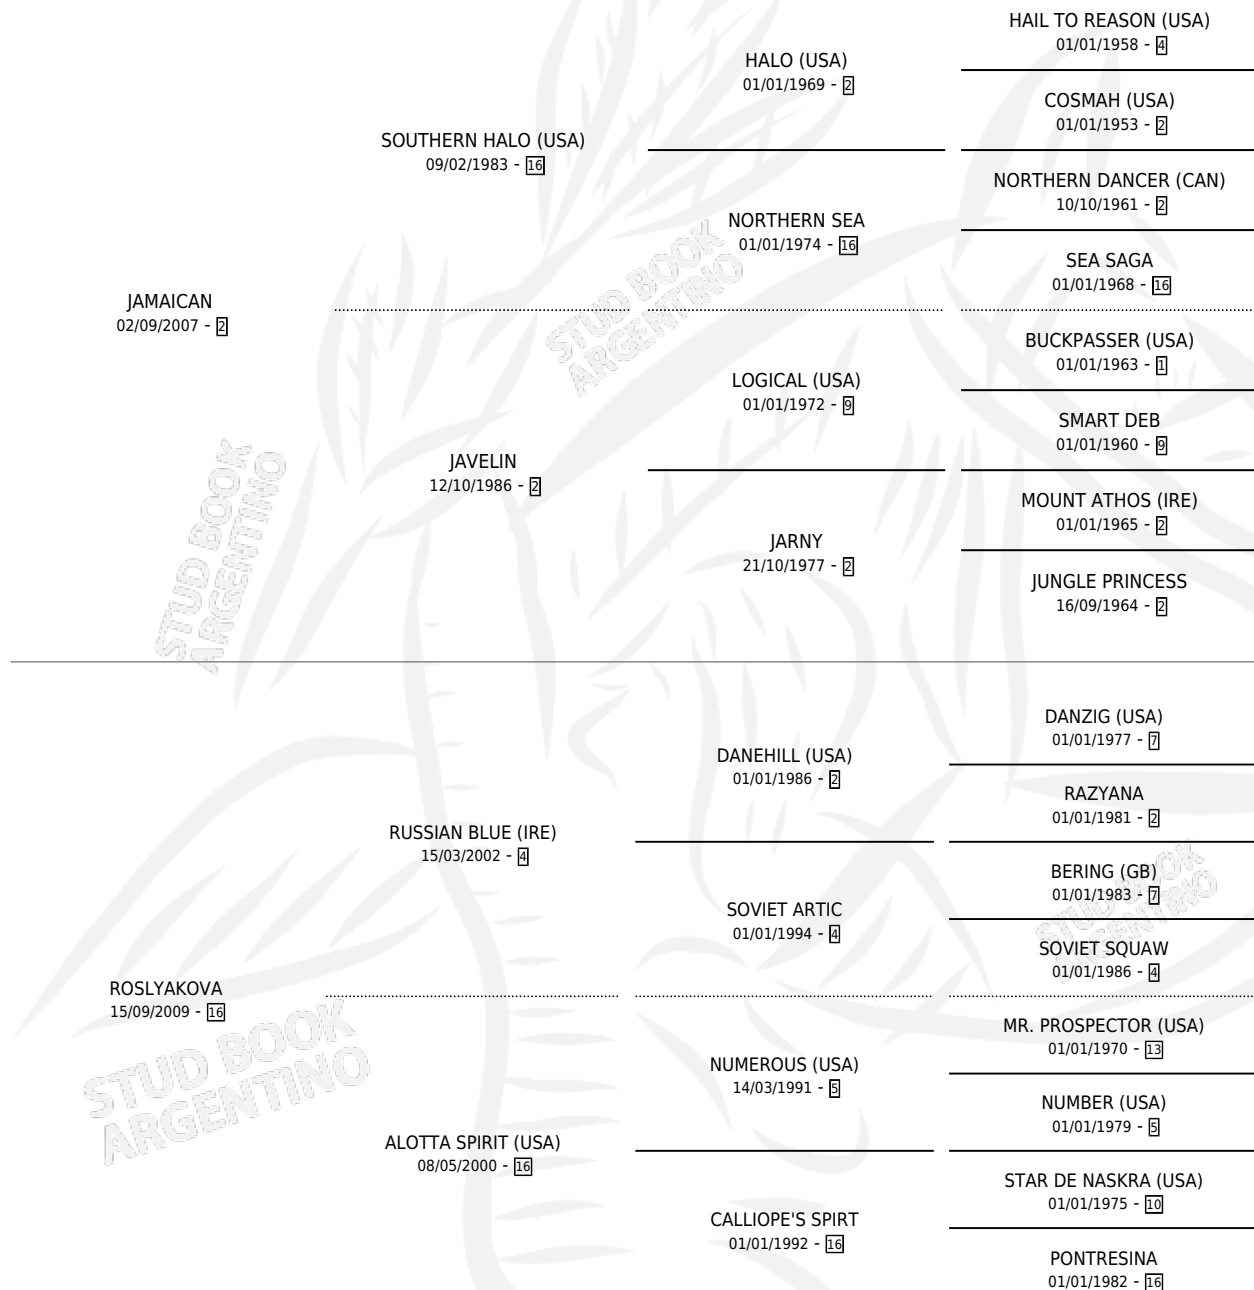 HAIL TO REASON (USA)
01/01/1958 - 4
HALO (USA)
01/01/1969 - 2
COSMAH (USA)
01/01/1953 - 2
SOUTHERN HALO (USA)
09/02/1983 - 16
NORTHERN DANCER (CAN)
10/10/1961 - 2
NORTHERN SEA
01/01/1974 - 16
SEA SAGA
01/01/1968 - 16
JAMAICAN
02/09/2007 - 2
STUD BOOK
ARGENTINO
BUCKPASSER (USA)
01/01/1963 - 1
LOGICAL (USA)
01/01/1972 - 9
SMART DEB
01/01/1960 - 9
JAVELIN
12/10/1986 - 2
MOUNT ATHOS (IRE)
01/01/1965 - 2
JARNY
21/10/1977 - 2
JUNGLE PRINCESS
16/09/1964 - 2
STUD BOOK
ARGENTINO
DANZIG (USA)
01/01/1977 - 7
DANEHILL (USA)
01/01/1986 - 2
RAZYANA
01/01/1981 - 2
RUSSIAN BLUE (IRE)
15/03/2002 - 4
BERING (GB)
01/01/1983 - 7
STUD BOOK
ARGENTINO
SOVIET ARTIC
01/01/1994 - 4
SOVIET SQUAW
01/01/1986 - 4
ROSLYAKOVA
15/09/2009 - 16
STUD BOOK
ARGENTINO
MR. PROSPECTOR (USA)
01/01/1970 - 13
NUMEROUS (USA)
14/03/1991 - 5
NUMBER (USA)
01/01/1979 - 5
ALOTTA SPIRIT (USA)
08/05/2000 - 16
STAR DE NASKRA (USA)
01/01/1975 - 10
CALLIOPE'S SPIRT
01/01/1992 - 16
PONTRESINA
01/01/1982 - 16